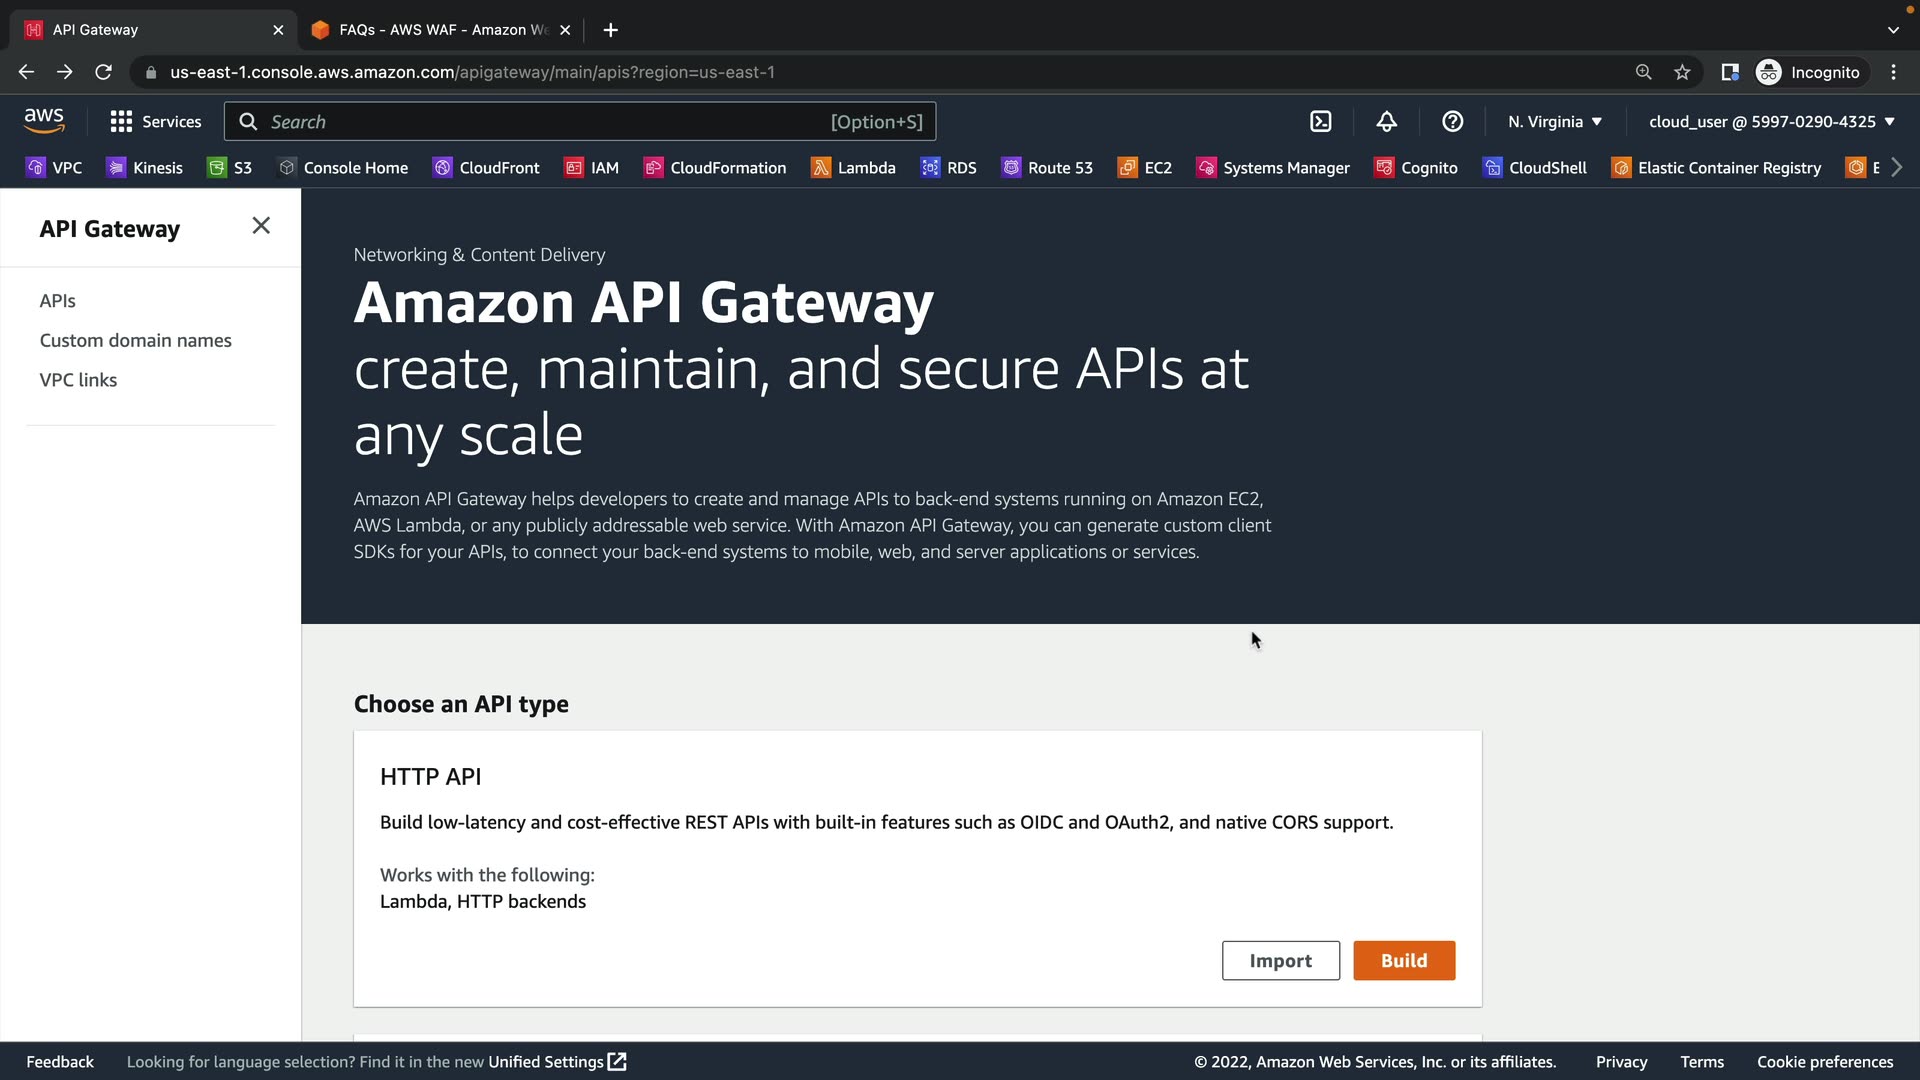 API Gateway
FAQs - AWS WAF - Amazon We
us-east-1.console.aws.amazon.com/apigateway/main/apis?region=us-east-1
Incognito
aws
Services
Search
[Option+S]
N. Virginia
cloud_user @ 5997-0290-4325
VPC
Kinesis
S3
Console Home
CloudFront
IAM
CloudFormation
Lambda
RDS
Route 53
EC2
Systems Manager
Cognito
CloudShell
Elastic Container Registry
E
API Gateway
APIs
Custom domain names
VPC links
Networking & Content Delivery
Amazon API Gateway
create, maintain, and secure APIs at
any scale
Amazon API Gateway helps developers to create and manage APIs to back-end systems running on Amazon EC2,
AWS Lambda, or any publicly addressable web service. With Amazon API Gateway, you can generate custom client
SDKs for your APIs, to connect your back-end systems to mobile, web, and server applications or services.
Choose an API type
HTTP API
Build low-latency and cost-effective REST APIs with built-in features such as OIDC and OAuth2, and native CORS support.
Works with the following:
Lambda, HTTP backends
Import
Build
Feedback
Looking for language selection? Find it in the new Unified Settings
© 2022, Amazon Web Services, Inc. or its affiliates.
Privacy
Terms
Cookie preferences